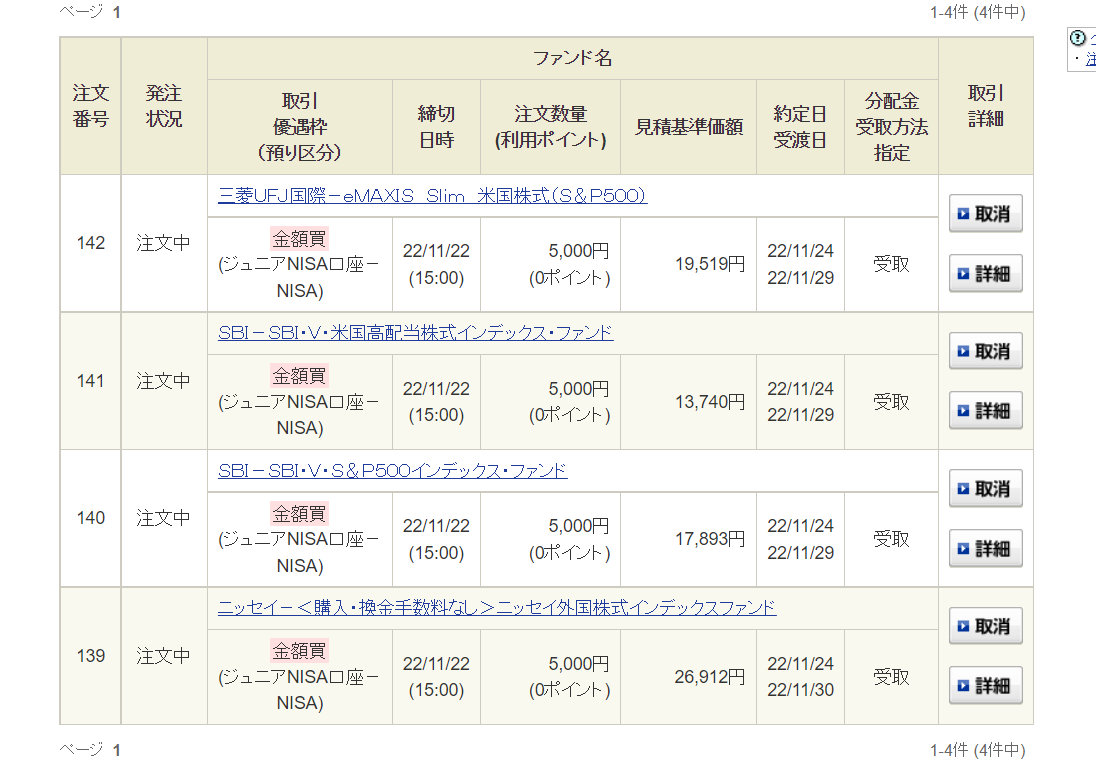 ページ 1
1-4件 (4件中)
注文
番号
発注
状況
ファンド名
取引
優遇枠
(預り区分)
締切
日時
注文数量
(利用ポイント)
見積基準価額
約定日
受渡日
分配金
受取方法
指定
取引
詳細
・注
142
注文中
三菱UFJ国際－eMAXIS Slim 米国株式(S&P500)
金額買
(ジュニアNISA口座－
NISA)
22/11/22
(15:00)
5,000円
(0ポイント)
19,519円
22/11/24
22/11/29
受取
取消
詳細
141
注文中
SBI－SBI・V・米国高配当株式インデックス・ファンド
金額買
(ジュニアNISA口座－
NISA)
22/11/22
(15:00)
5,000円
(0ポイント)
13,740円
22/11/24
22/11/29
受取
取消
詳細
140
注文中
SBI－SBI・V・S&P500インデックス・ファンド
金額買
(ジュニアNISA口座－
NISA)
22/11/22
(15:00)
5,000円
(0ポイント)
17,893円
22/11/24
22/11/29
受取
取消
詳細
139
注文中
ニッセイ－＜購入・換金手数料なし＞ニッセイ外国株式インデックスファンド
金額買
(ジュニアNISA口座－
NISA)
22/11/22
(15:00)
5,000円
(0ポイント)
26,912円
22/11/24
22/11/30
受取
取消
詳細
ページ 1
1-4件 (4件中)